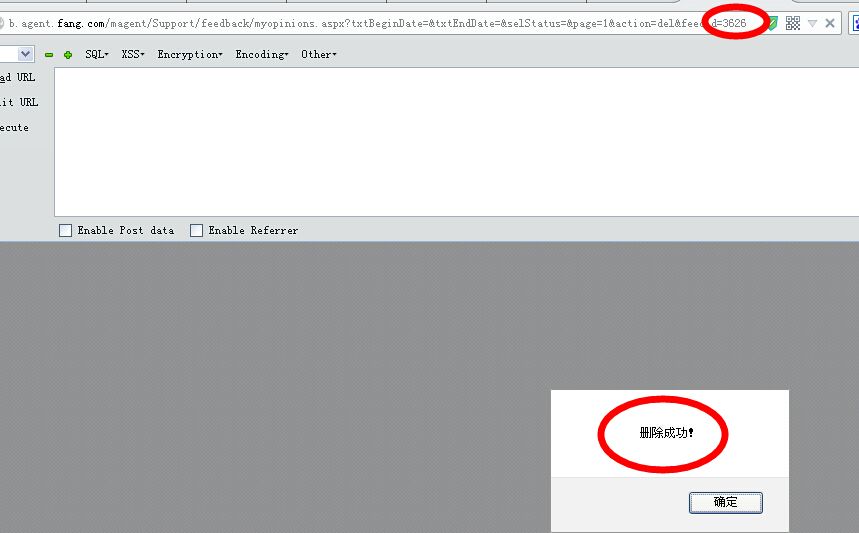 b.agent.fang.com/magent/Support/feedback/myopinions.aspx?txtBeginDate=&txtEndDate=&selStatus=&page=1&action=del&feedid=3626
SQL▾ XSS▾ Encryption▾ Encoding▾ Other▾
ad URL
it URL
ecute
Enable Post data Enable Referrer
删除成功!
确定